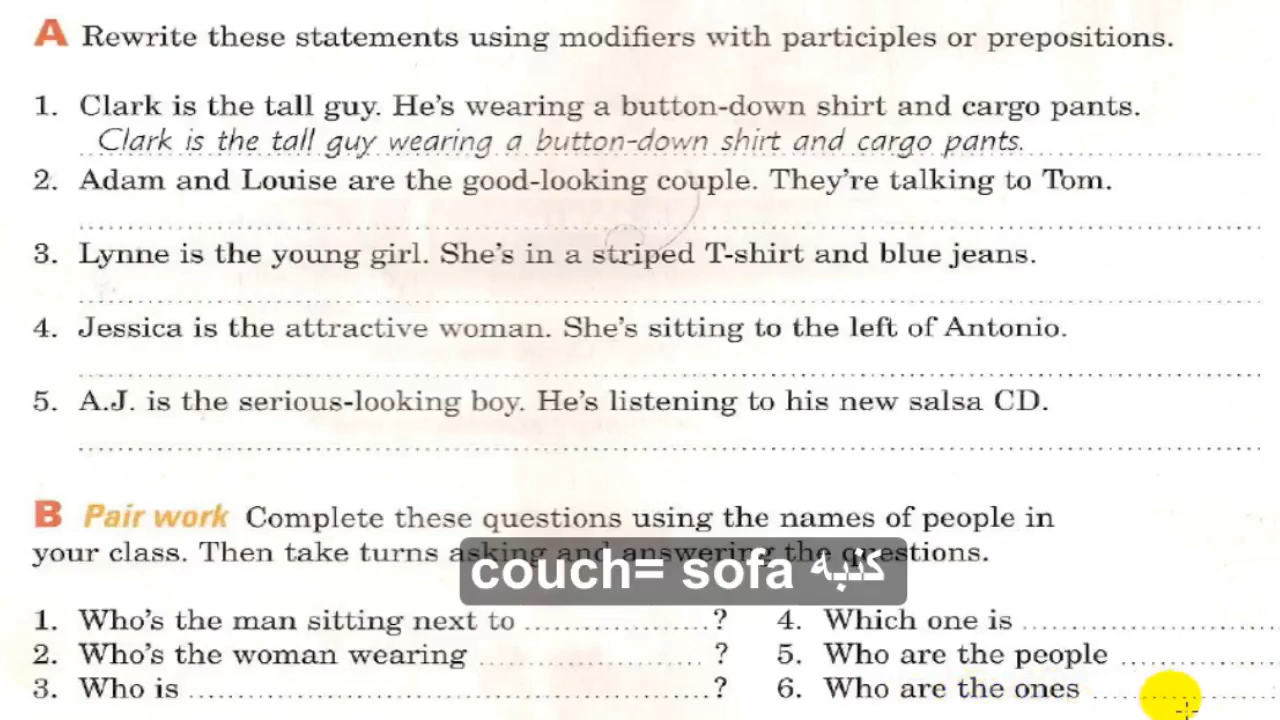 A Rewrite these statements using modifiers with participles or prepositions.
1. Clark is the tall guy. He's wearing a button-down shirt and cargo pants.
Clark is the tall guy wearing a button-down shirt and cargo pants.
2. Adam and Louise are the good-looking couple. They're talking to Tom.
3. Lynne is the young girl. She's in a striped T-shirt and blue jeans.
4. Jessica is the attractive woman. She's sitting to the left of Antonio.
5. A.J. is the serious-looking boy. He's listening to his new salsa CD.
B Pair work Complete these questions using the names of people in
your class. Then take turns asking and answering the questions.
couch= sofa كنبه
1. Who's the man sitting next to ....................?
2. Who's the woman wearing ....................?
3. Who is ....................?
4. Which one is ....................
5. Who are the people ....................
6. Who are the ones ....................